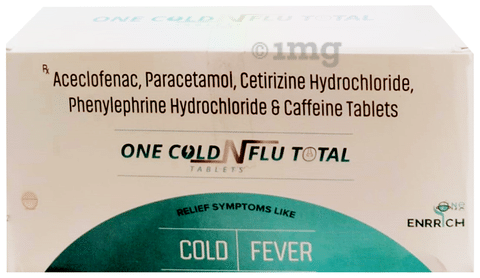 ONE COLD N FLU TOTAL
©1mg
Rx
Aceclofenac, Paracetamol, Cetirizine Hydrochloride,
Phenylephrine Hydrochloride & Caffeine Tablets
ONE COLD N FLU TOTAL
TABLETS
RELIEF SYMPTOMS LIKE
ENRRICH
COLD | FEVER